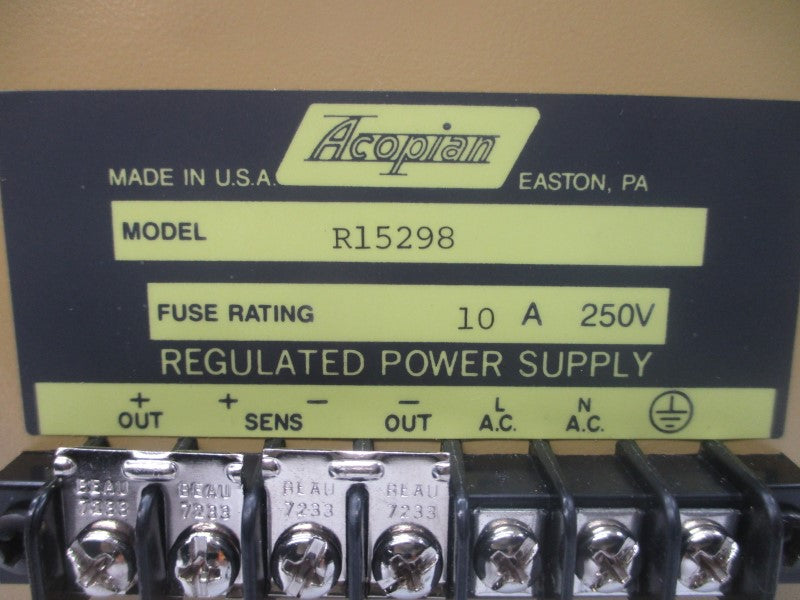 Acopian
MADE IN U.S.A.
EASTON, PA
MODEL R15298
FUSE RATING 10 A 250V
REGULATED POWER SUPPLY
+ + - - L N
OUT SENS OUT A.C. A.C.
BEAU BEAU BEAU BEAU
7233 7233 7233 7233